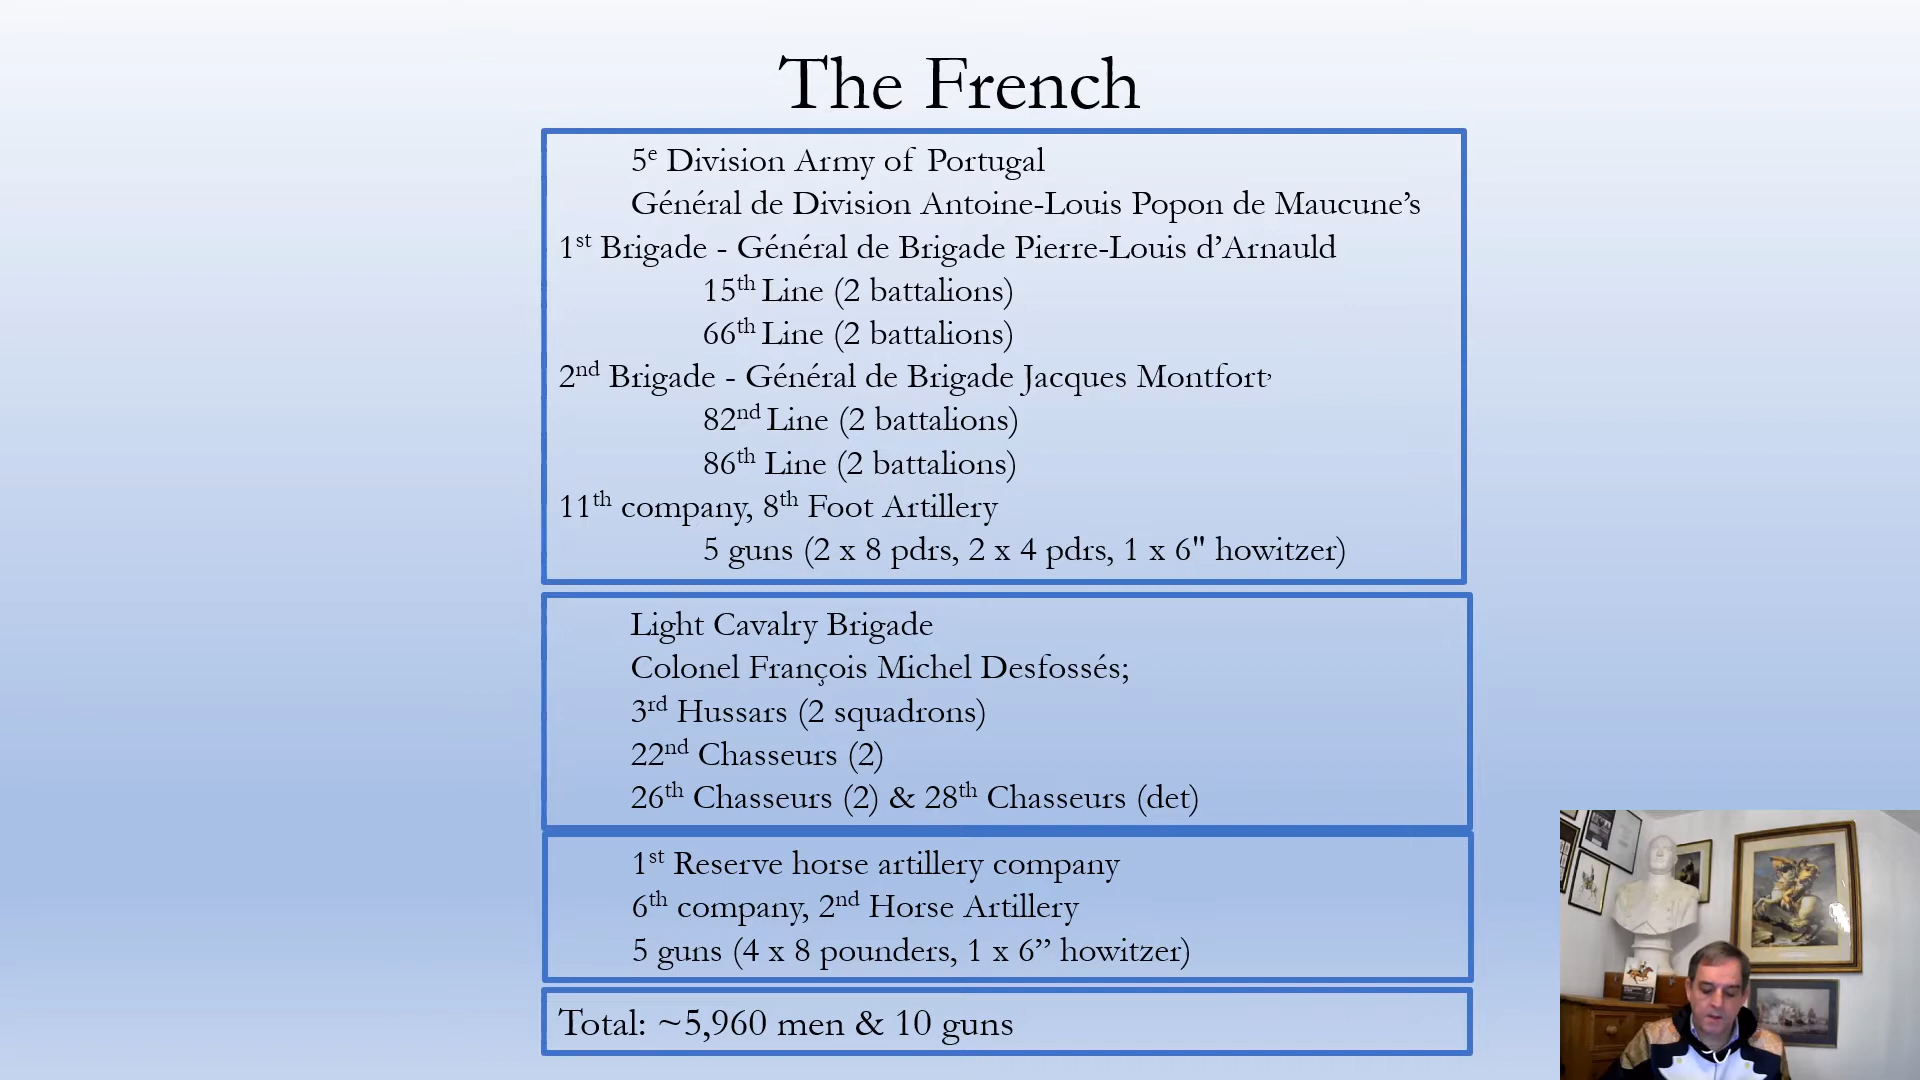 The French
5e Division Army of Portugal
Général de Division Antoine-Louis Popon de Maucune’s
1st Brigade - Général de Brigade Pierre-Louis d’Arnauld
15th Line (2 battalions)
66th Line (2 battalions)
2nd Brigade - Général de Brigade Jacques Montfort,
82nd Line (2 battalions)
86th Line (2 battalions)
11th company, 8th Foot Artillery
5 guns (2 x 8 pdrs, 2 x 4 pdrs, 1 x 6" howitzer)
Light Cavalry Brigade
Colonel François Michel Desfossés;
3rd Hussars (2 squadrons)
22nd Chasseurs (2)
26th Chasseurs (2) & 28th Chasseurs (det)
1st Reserve horse artillery company
6th company, 2nd Horse Artillery
5 guns (4 x 8 pounders, 1 x 6” howitzer)
Total: ~5,960 men & 10 guns